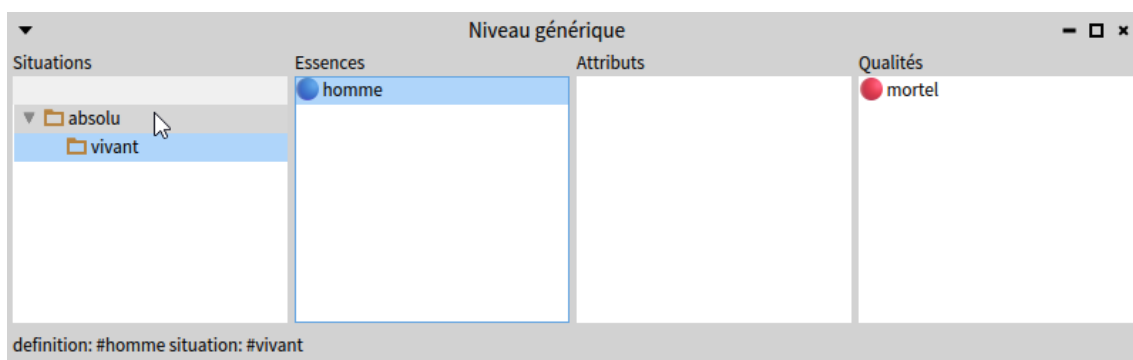 Niveau générique
Situations Essences Attributs Qualités
homme mortel
absolu
vivant
definition: #homme situation: #vivant